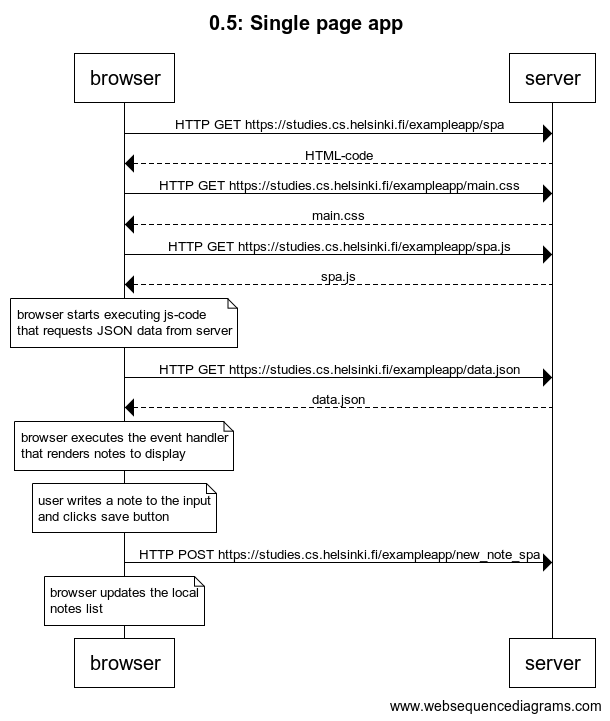 0.5: Single page app
browser
server
HTTP GET https://studies.cs.helsinki.fi/exampleapp/spa
HTML-code
HTTP GET https://studies.cs.helsinki.fi/exampleapp/main.css
main.css
HTTP GET https://studies.cs.helsinki.fi/exampleapp/spa.js
spa.js
browser starts executing js-code
that requests JSON data from server
HTTP GET https://studies.cs.helsinki.fi/exampleapp/data.json
data.json
browser executes the event handler
that renders notes to display
user writes a note to the input
and clicks save button
HTTP POST https://studies.cs.helsinki.fi/exampleapp/new_note_spa
browser updates the local
notes list
browser
server
www.websequencediagrams.com